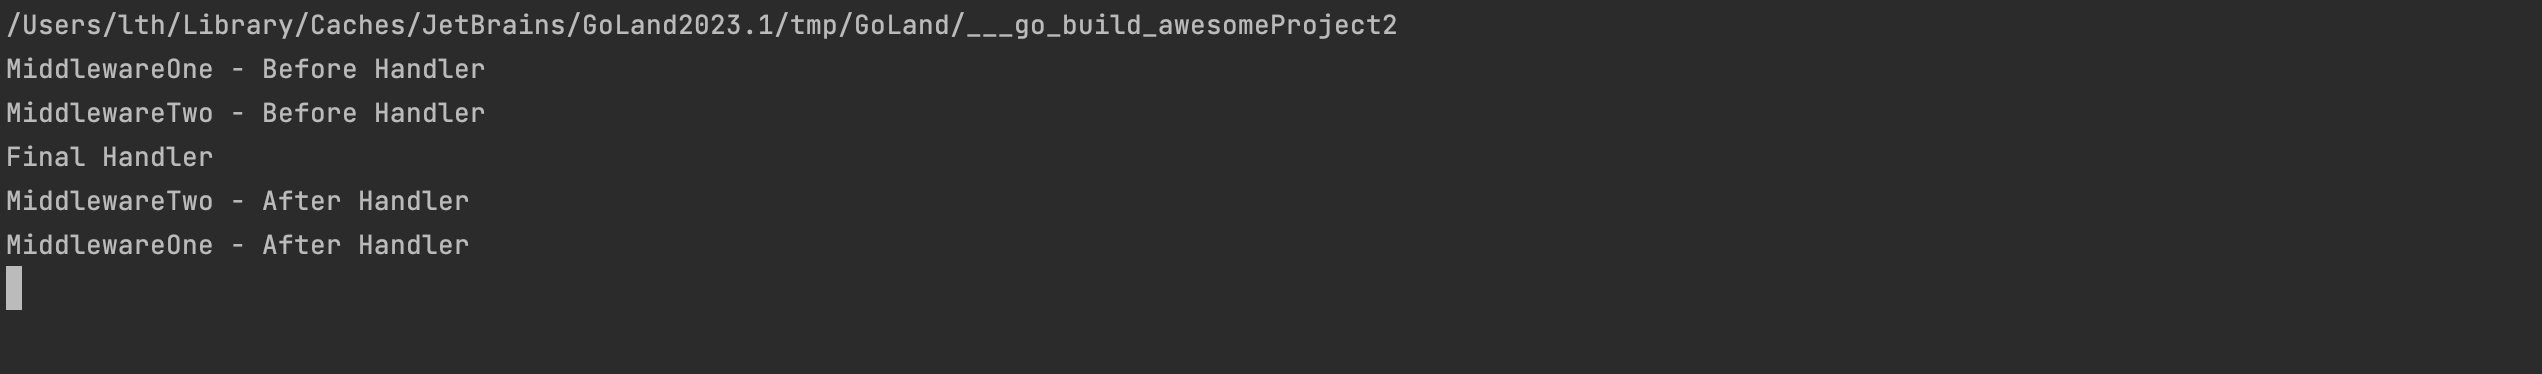 /Users/lth/Library/Caches/JetBrains/GoLand2023.1/tmp/GoLand/___go_build_awesomeProject2
MiddlewareOne - Before Handler
MiddlewareTwo - Before Handler
Final Handler
MiddlewareTwo - After Handler
MiddlewareOne - After Handler